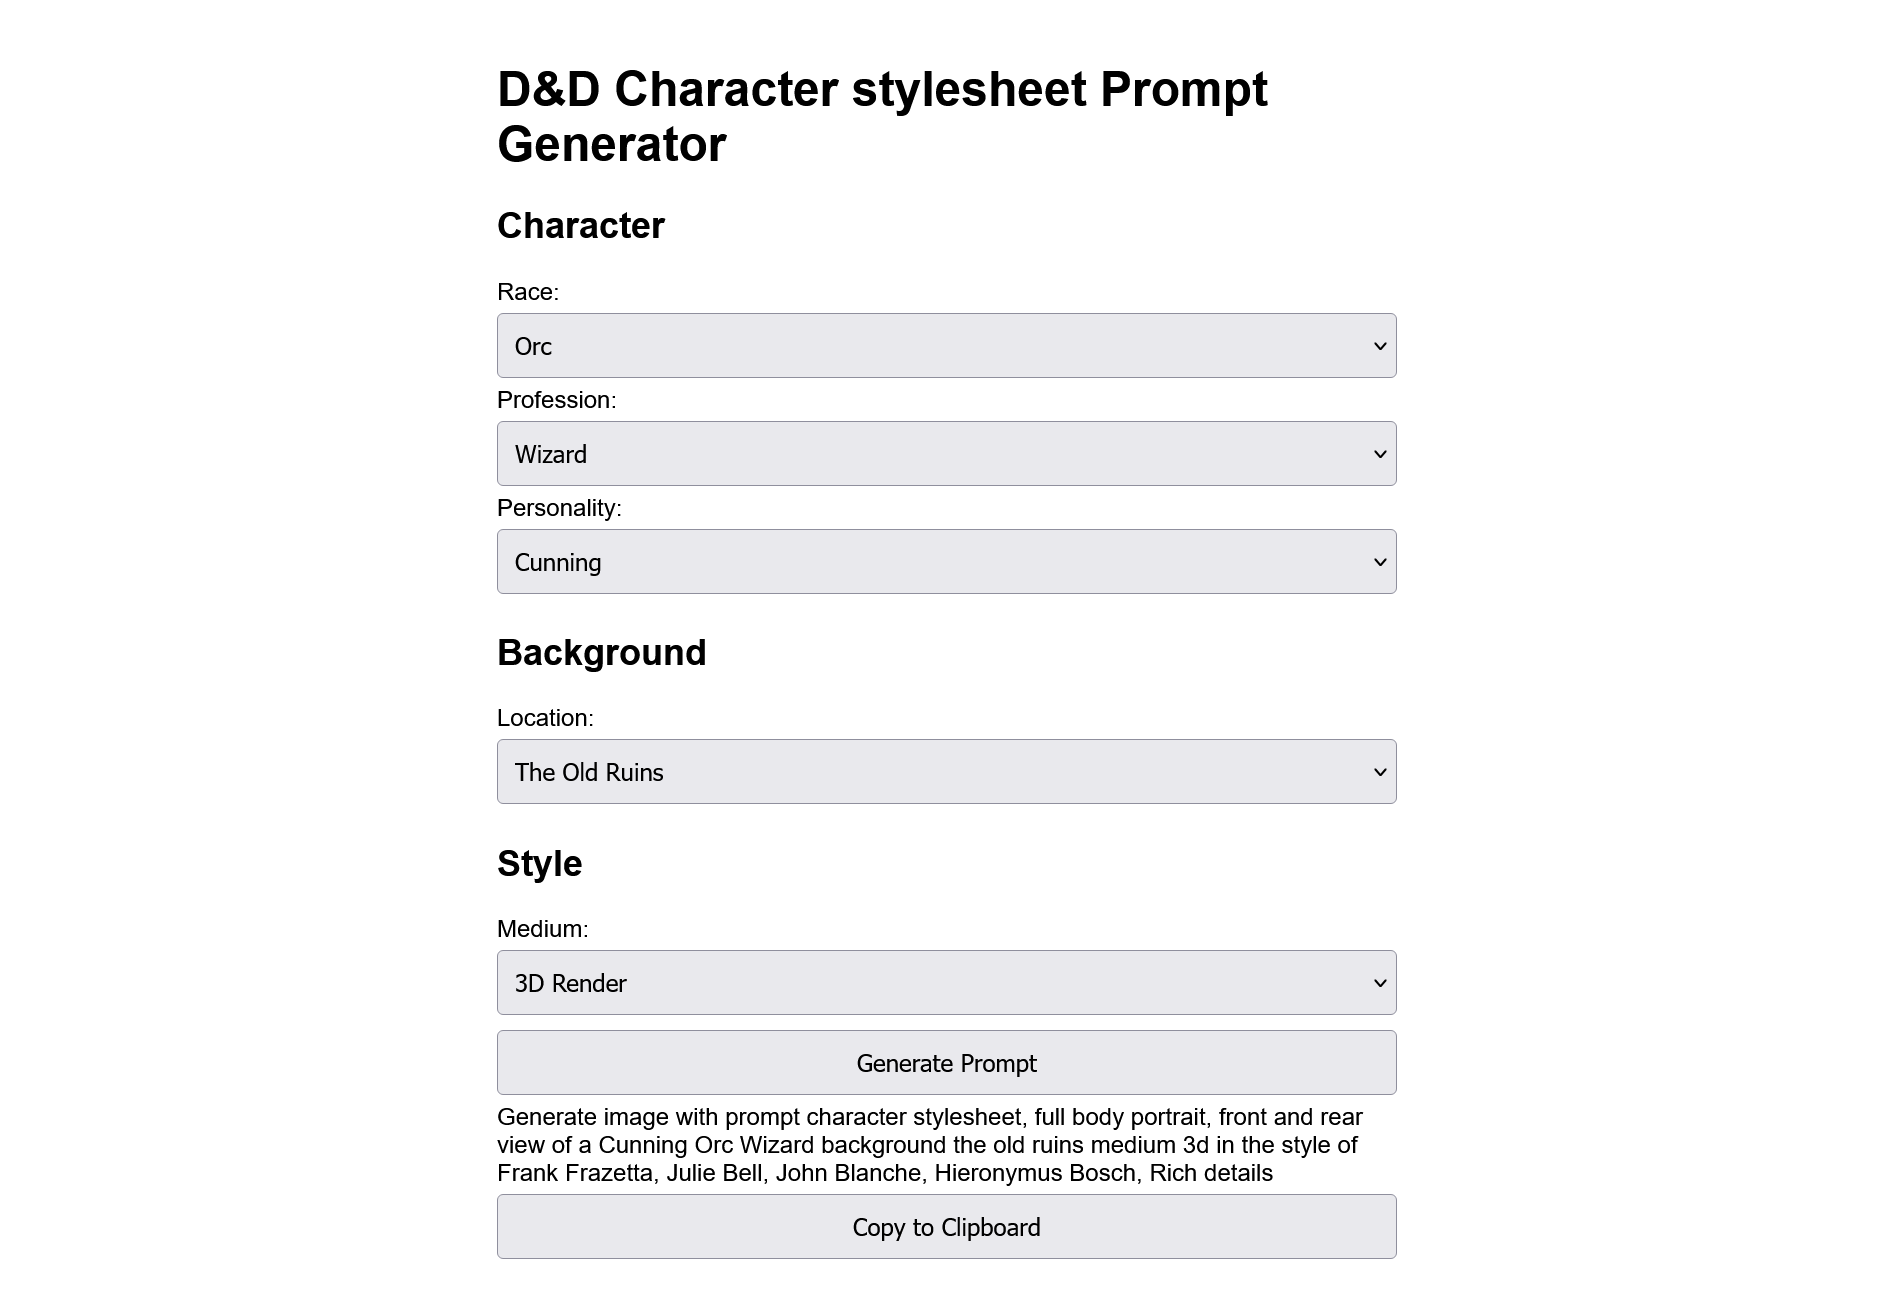 D&D Character stylesheet Prompt
Generator
Character
Race:
Orc
Profession:
Wizard
Personality:
Cunning
Background
Location:
The Old Ruins
Style
Medium:
3D Render
Generate Prompt
Generate image with prompt character stylesheet, full body portrait, front and rear
view of a Cunning Orc Wizard background the old ruins medium 3d in the style of
Frank Frazetta, Julie Bell, John Blanche, Hieronymus Bosch, Rich details
Copy to Clipboard